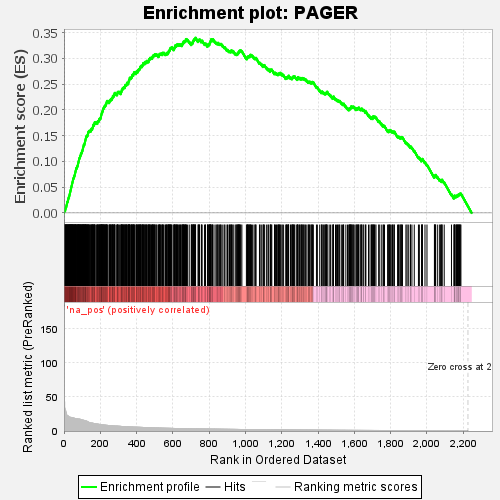 Enrichment plot: PAGER
Enrichment score (ES)
0.35
0.30
0.25
0.20
0.15
0.10
0.05
0.00
'na_pos' (positively correlated)
Ranked list metric (PreRanked)
150
100
50
0
Zero cross at 2
0 200 400 600 800 1,000 1,200 1,400 1,600 1,800 2,000 2,200
Rank in Ordered Dataset
Enrichment profile Hits Ranking metric scores